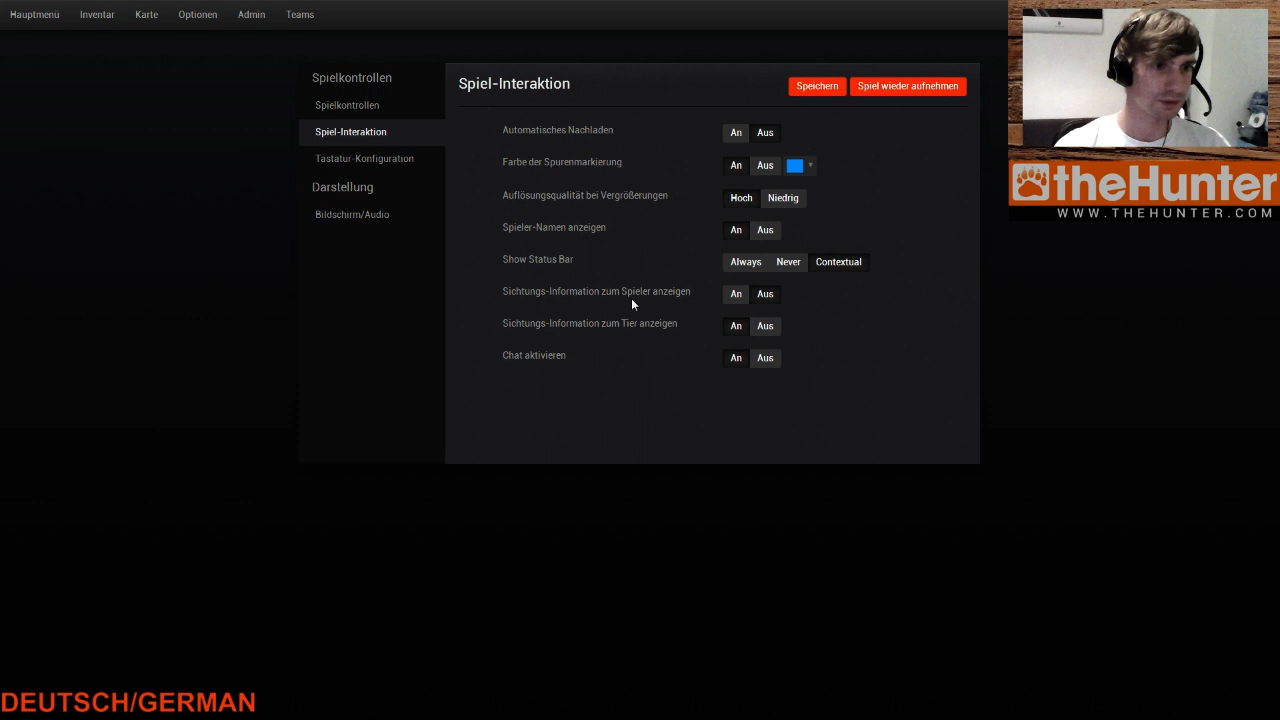 Hauptmenü Inventar Karte Optionen Admin Teams
Spielkontrollen
Spielkontrollen
Spiel-Interaktion
Tastatur-Konfiguration
Darstellung
Bildschirm/Audio
Spiel-Interaktion Speichern Spiel wieder aufnehmen
Automatisches Nachladen An Aus
Farbe der Spurenmarkierung An Aus
Auflösungsqualität bei Vergrößerungen Hoch Niedrig
Spieler-Namen anzeigen An Aus
Show Status Bar Always Never Contextual
Sichtungs-Information zum Spieler anzeigen An Aus
Sichtungs-Information zum Tier anzeigen An Aus
Chat aktivieren An Aus
theHunter
WWW.THEHUNTER.COM
DEUTSCH/GERMAN